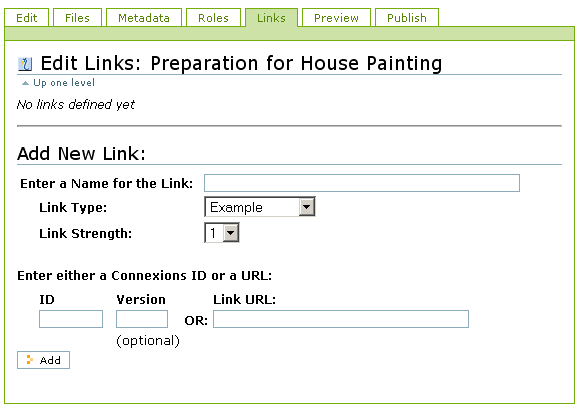 Edit Files Metadata Roles Links Preview Publish
? Edit Links: Preparation for House Painting
Up one level
No links defined yet
Add New Link:
Enter a Name for the Link:
Link Type: Example
Link Strength: 1
Enter either a Connexions ID or a URL:
ID Version Link URL:
OR:
(optional)
Add